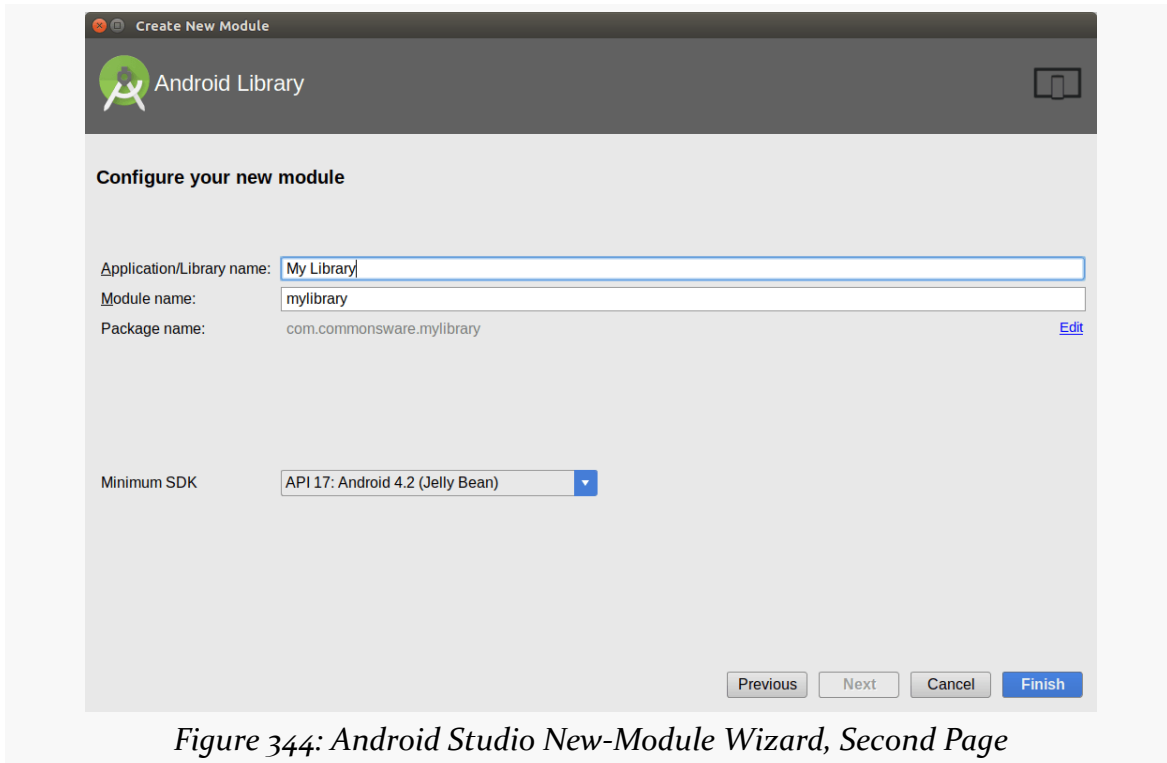 Create New Module
Android Library
Configure your new module
Application/Library name: My Library
Module name: mylibrary
Package name: com.commonsware.mylibrary Edit
Minimum SDK API 17: Android 4.2 (Jelly Bean)
Previous Next Cancel Finish
Figure 344: Android Studio New-Module Wizard, Second Page